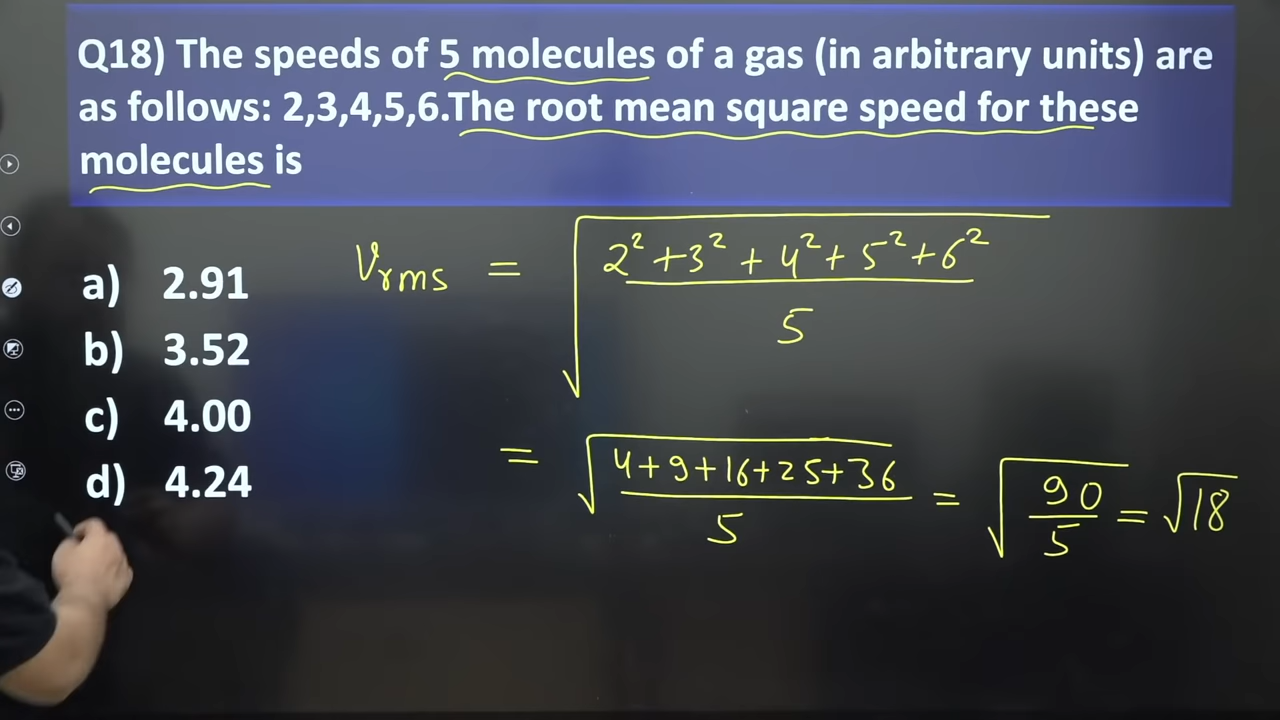 Q18) The speeds of 5 molecules of a gas (in arbitrary units) are
as follows: 2,3,4,5,6.The root mean square speed for these
molecules is
a) 2.91
b) 3.52
c) 4.00
d) 4.24
Vrms = √((2² + 3² + 4² + 5² + 6²)/5)
= √((4+9+16+25+36)/5) = √(90/5) = √18